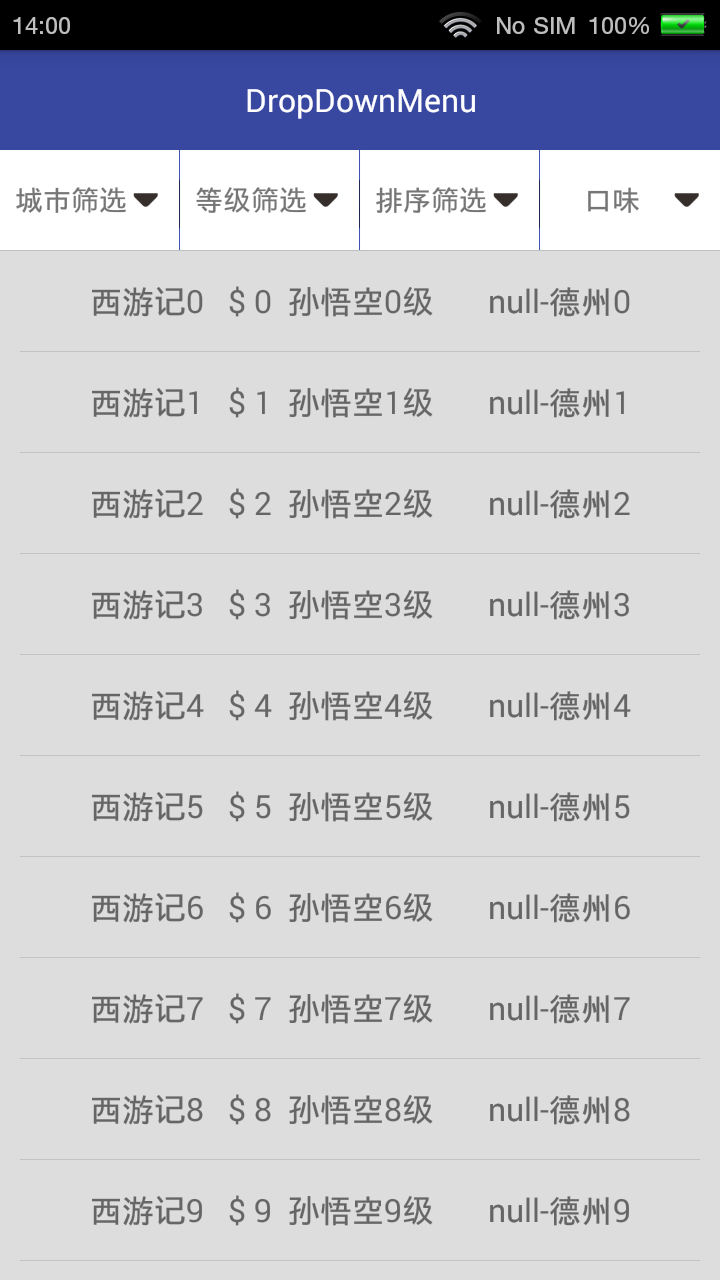 14:00 No SIM 100%
DropDownMenu
城市筛选 等级筛选 排序筛选 口味
西游记0 $ 0 孙悟空0级 null-德州0
西游记1 $ 1 孙悟空1级 null-德州1
西游记2 $ 2 孙悟空2级 null-德州2
西游记3 $ 3 孙悟空3级 null-德州3
西游记4 $ 4 孙悟空4级 null-德州4
西游记5 $ 5 孙悟空5级 null-德州5
西游记6 $ 6 孙悟空6级 null-德州6
西游记7 $ 7 孙悟空7级 null-德州7
西游记8 $ 8 孙悟空8级 null-德州8
西游记9 $ 9 孙悟空9级 null-德州9